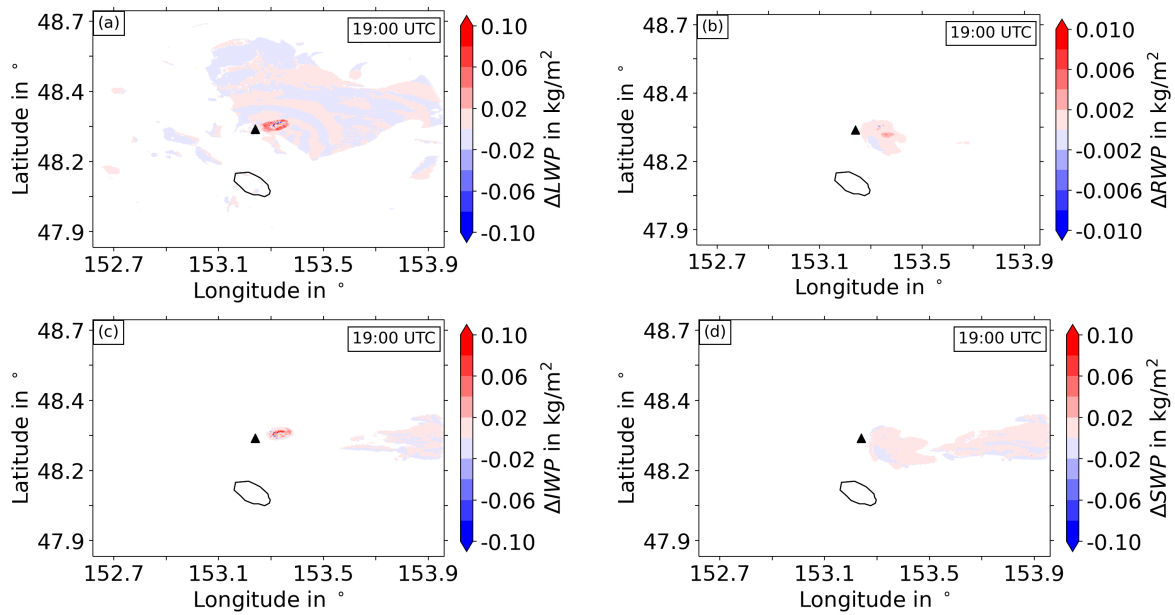 (a)
19:00 UTC
48.7
48.4
48.2
47.9
Latitude in °
152.7
153.1
153.5
153.9
Longitude in °
0.10
0.06
0.02
-0.02
-0.06
-0.10
ΔLWP in kg/m²
(b)
19:00 UTC
48.7
48.4
48.2
47.9
Latitude in °
152.7
153.1
153.5
153.9
Longitude in °
0.010
0.006
0.002
-0.002
-0.006
-0.010
ΔRWP in kg/m²
(c)
19:00 UTC
48.7
48.4
48.2
47.9
Latitude in °
152.7
153.1
153.5
153.9
Longitude in °
0.10
0.06
0.02
-0.02
-0.06
-0.10
ΔIWP in kg/m²
(d)
19:00 UTC
48.7
48.4
48.2
47.9
Latitude in °
152.7
153.1
153.5
153.9
Longitude in °
0.10
0.06
0.02
-0.02
-0.06
-0.10
ΔSWP in kg/m²